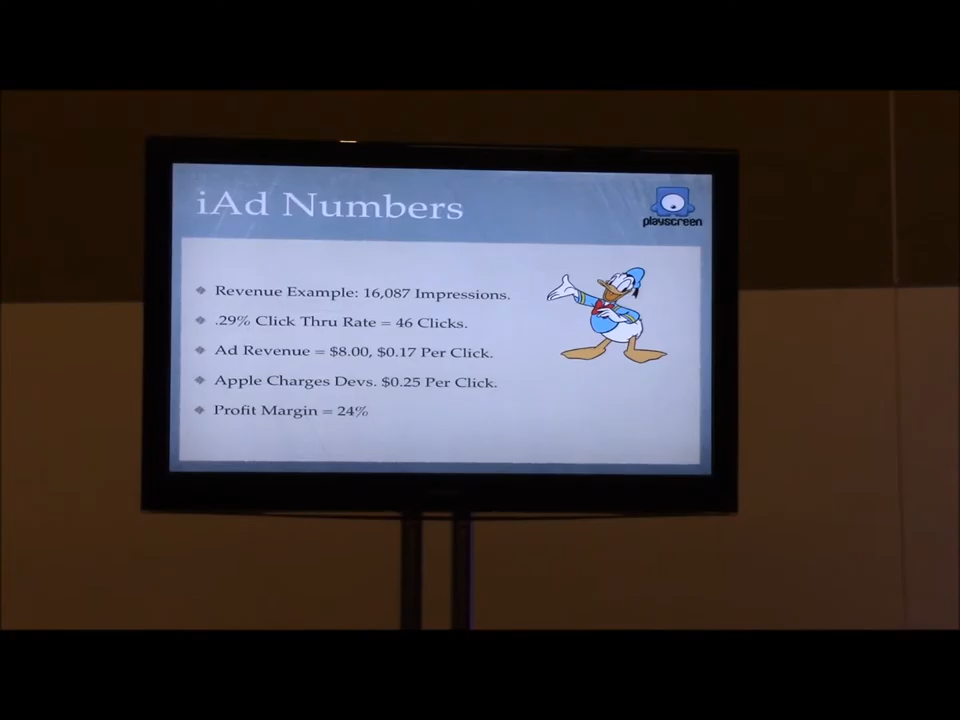 iAd Numbers
playscreen
Revenue Example: 16,087 Impressions.
.29% Click Thru Rate = 46 Clicks.
Ad Revenue = $8.00, $0.17 Per Click.
Apple Charges Devs. $0.25 Per Click.
Profit Margin = 24%